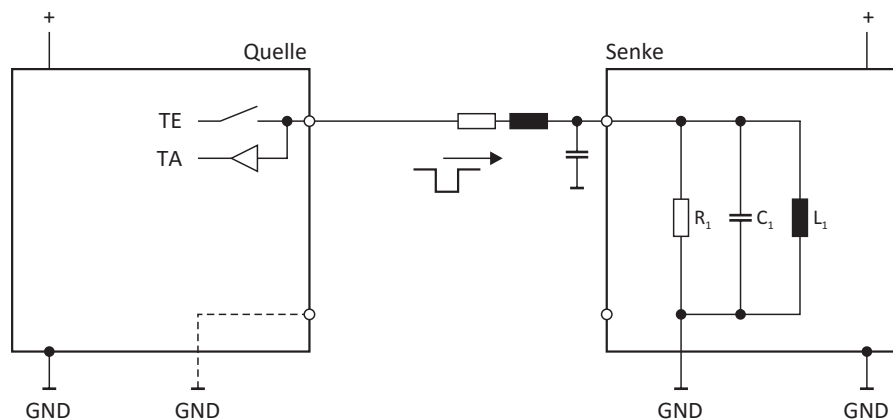 +
+
Quelle
Senke
TE
TA
R₁
C₁
L₁
GND
GND
GND
GND